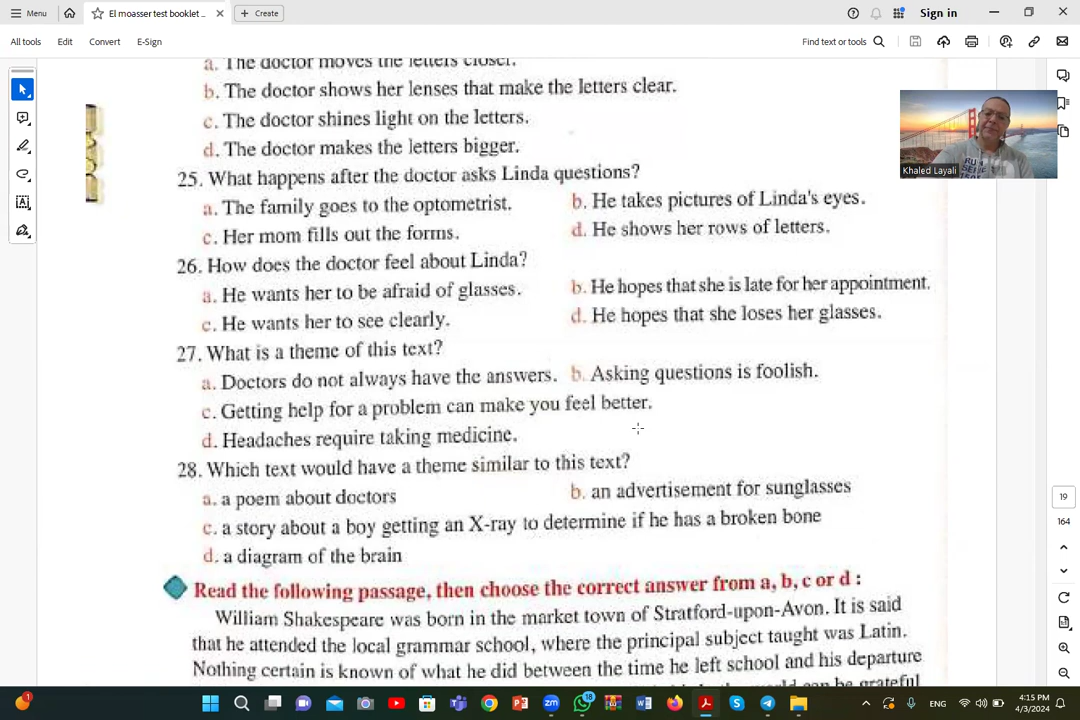 Menu
El moasser test booklet ...
Create
Sign in
All tools
Edit
Convert
E-Sign
Find text or tools
a. The doctor moves the letters closer.
b. The doctor shows her lenses that make the letters clear.
c. The doctor shines light on the letters.
d. The doctor makes the letters bigger.
25. What happens after the doctor asks Linda questions?
a. The family goes to the optometrist.
b. He takes pictures of Linda's eyes.
c. Her mom fills out the forms.
d. He shows her rows of letters.
26. How does the doctor feel about Linda?
a. He wants her to be afraid of glasses.
b. He hopes that she is late for her appointment.
c. He wants her to see clearly.
d. He hopes that she loses her glasses.
27. What is a theme of this text?
a. Doctors do not always have the answers.
b. Asking questions is foolish.
c. Getting help for a problem can make you feel better.
d. Headaches require taking medicine.
28. Which text would have a theme similar to this text?
a. a poem about doctors
b. an advertisement for sunglasses
c. a story about a boy getting an X-ray to determine if he has a broken bone
d. a diagram of the brain
Read the following passage, then choose the correct answer from a, b, c or d :
William Shakespeare was born in the market town of Stratford-upon-Avon. It is said
that he attended the local grammar school, where the principal subject taught was Latin.
Nothing certain is known of what he did between the time he left school and his departure
can be grateful
Khaled Layali
19
164
1
18
ENG
4:15 PM
4/3/2024